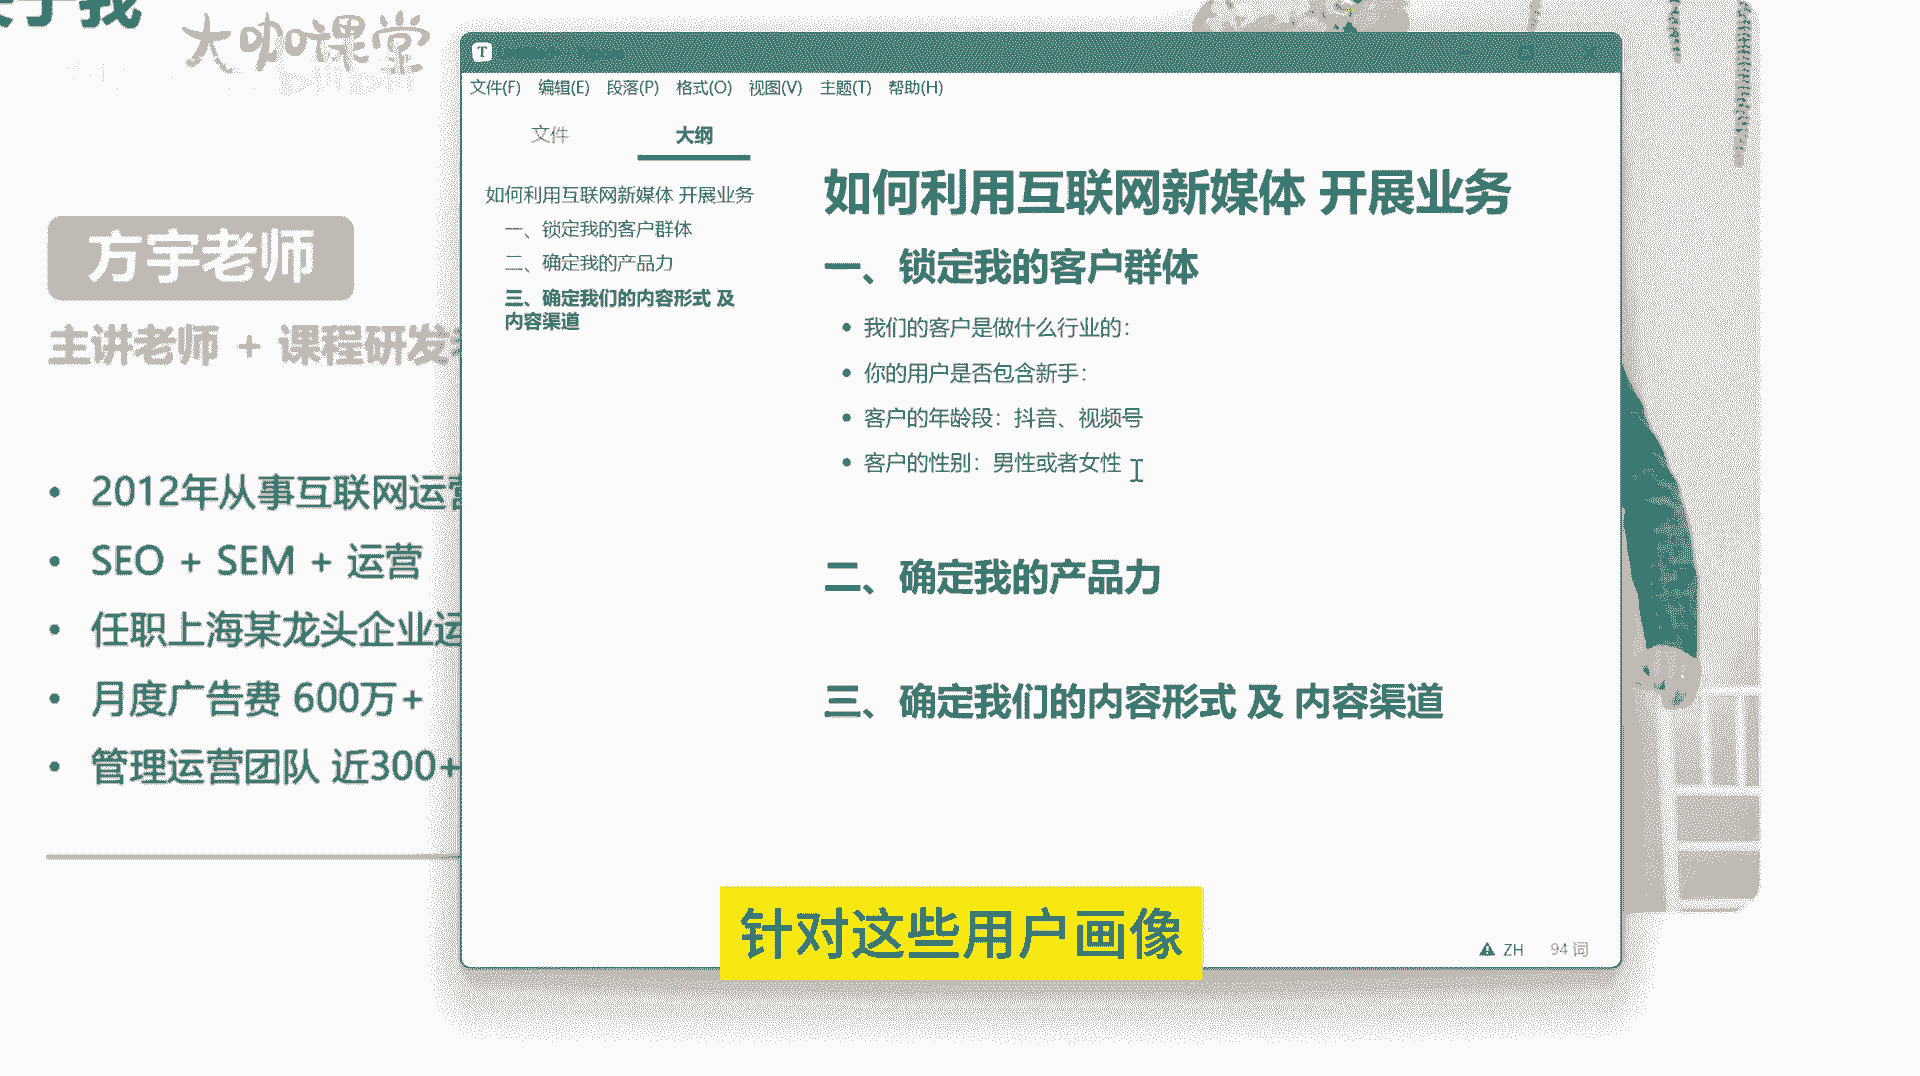 大咖课堂
方宇老师
主讲老师 + 课程研发
2012年从事互联网运营
SEO + SEM + 运营
任职上海某龙头企业运
月度广告费 600万+
管理运营团队 近300+
文件(F) 编辑(E) 段落(P) 格式(O) 视图(V) 主题(T) 帮助(H)
文件 大纲
如何利用互联网新媒体 开展业务
一、锁定我的客户群体
二、确定我的产品力
三、确定我们的内容形式 及
内容渠道
如何利用互联网新媒体 开展业务
一、锁定我的客户群体
我们的客户是做什么行业的：
你的用户是否包含新手：
客户的年龄段：抖音、视频号
客户的性别：男性或者女性
二、确定我的产品力
三、确定我们的内容形式 及 内容渠道
ZH 94 词
针对这些用户画像